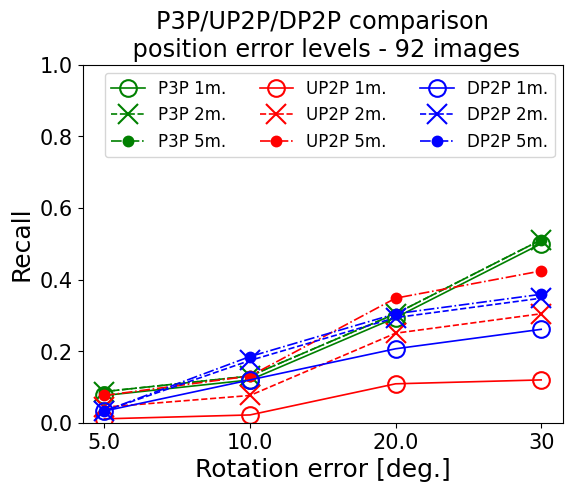 P3P/UP2P/DP2P comparison
position error levels - 92 images
1.0
0.8
0.6
0.4
0.2
0.0
Recall
P3P 1m.
P3P 2m.
P3P 5m.
UP2P 1m.
UP2P 2m.
UP2P 5m.
DP2P 1m.
DP2P 2m.
DP2P 5m.
5.0 10.0 20.0 30
Rotation error [deg.]